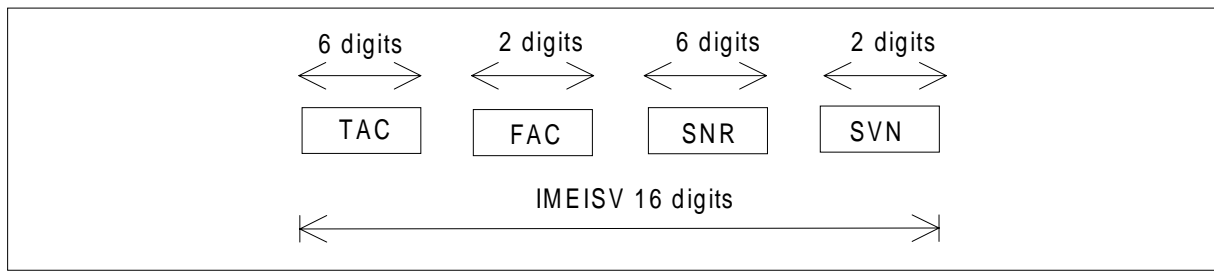 6 digits 2 digits 6 digits 2 digits
TAC FAC SNR SVN
IMEISV 16 digits